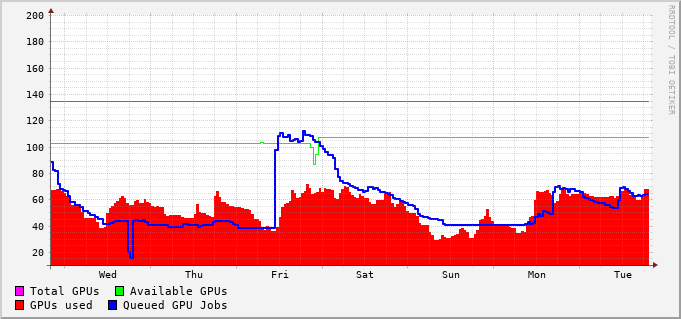 200
180
160
140
120
100
80
60
40
20
Wed Thu Fri Sat Sun Mon Tue
Total GPUs Available GPUs
GPUs used Queued GPU Jobs
RRDTOOL / TOBI OETIKER